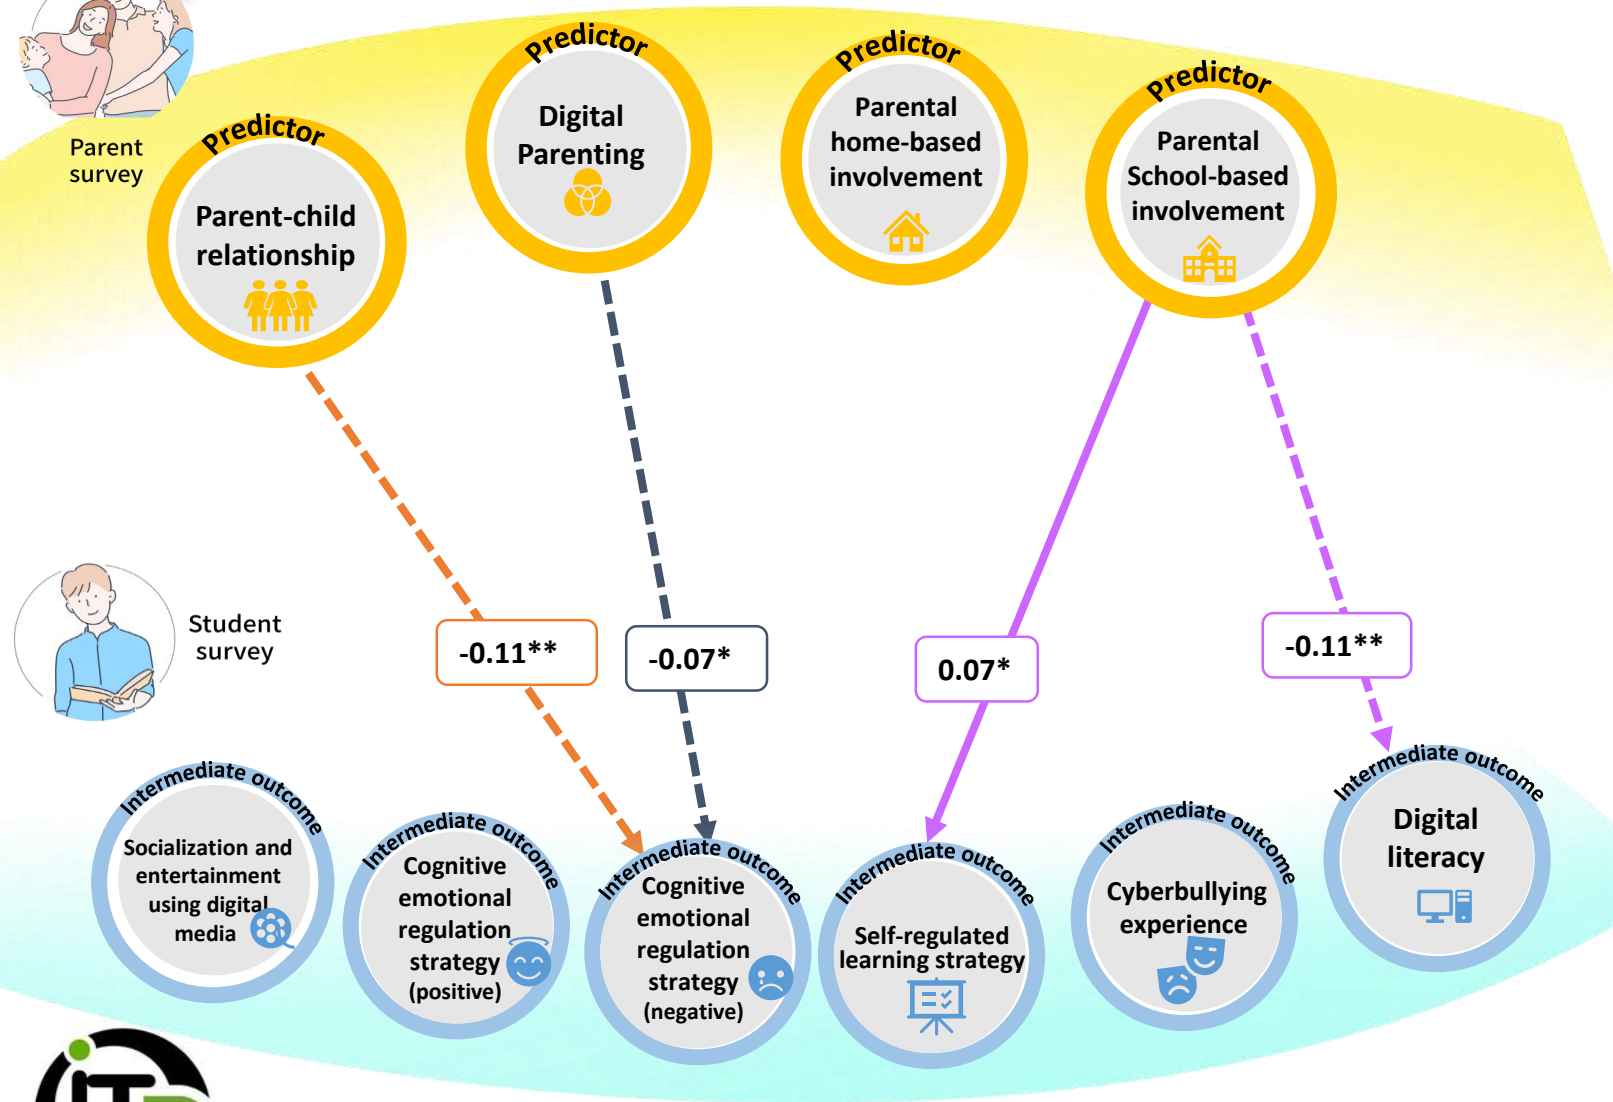 Parent
survey
Predictor
Parent-child
relationship
Predictor
Digital
Parenting
Predictor
Parental
home-based
involvement
Predictor
Parental
School-based
involvement
Student
survey
-0.11**
-0.07*
0.07*
-0.11**
Intermediate outcome
Socialization and
entertainment
using digital
media
Intermediate outcome
Cognitive
emotional
regulation
strategy
(positive)
Intermediate outcome
Cognitive
emotional
regulation
strategy
(negative)
Intermediate outcome
Self-regulated
learning strategy
Intermediate outcome
Cyberbullying
experience
Intermediate outcome
Digital
literacy